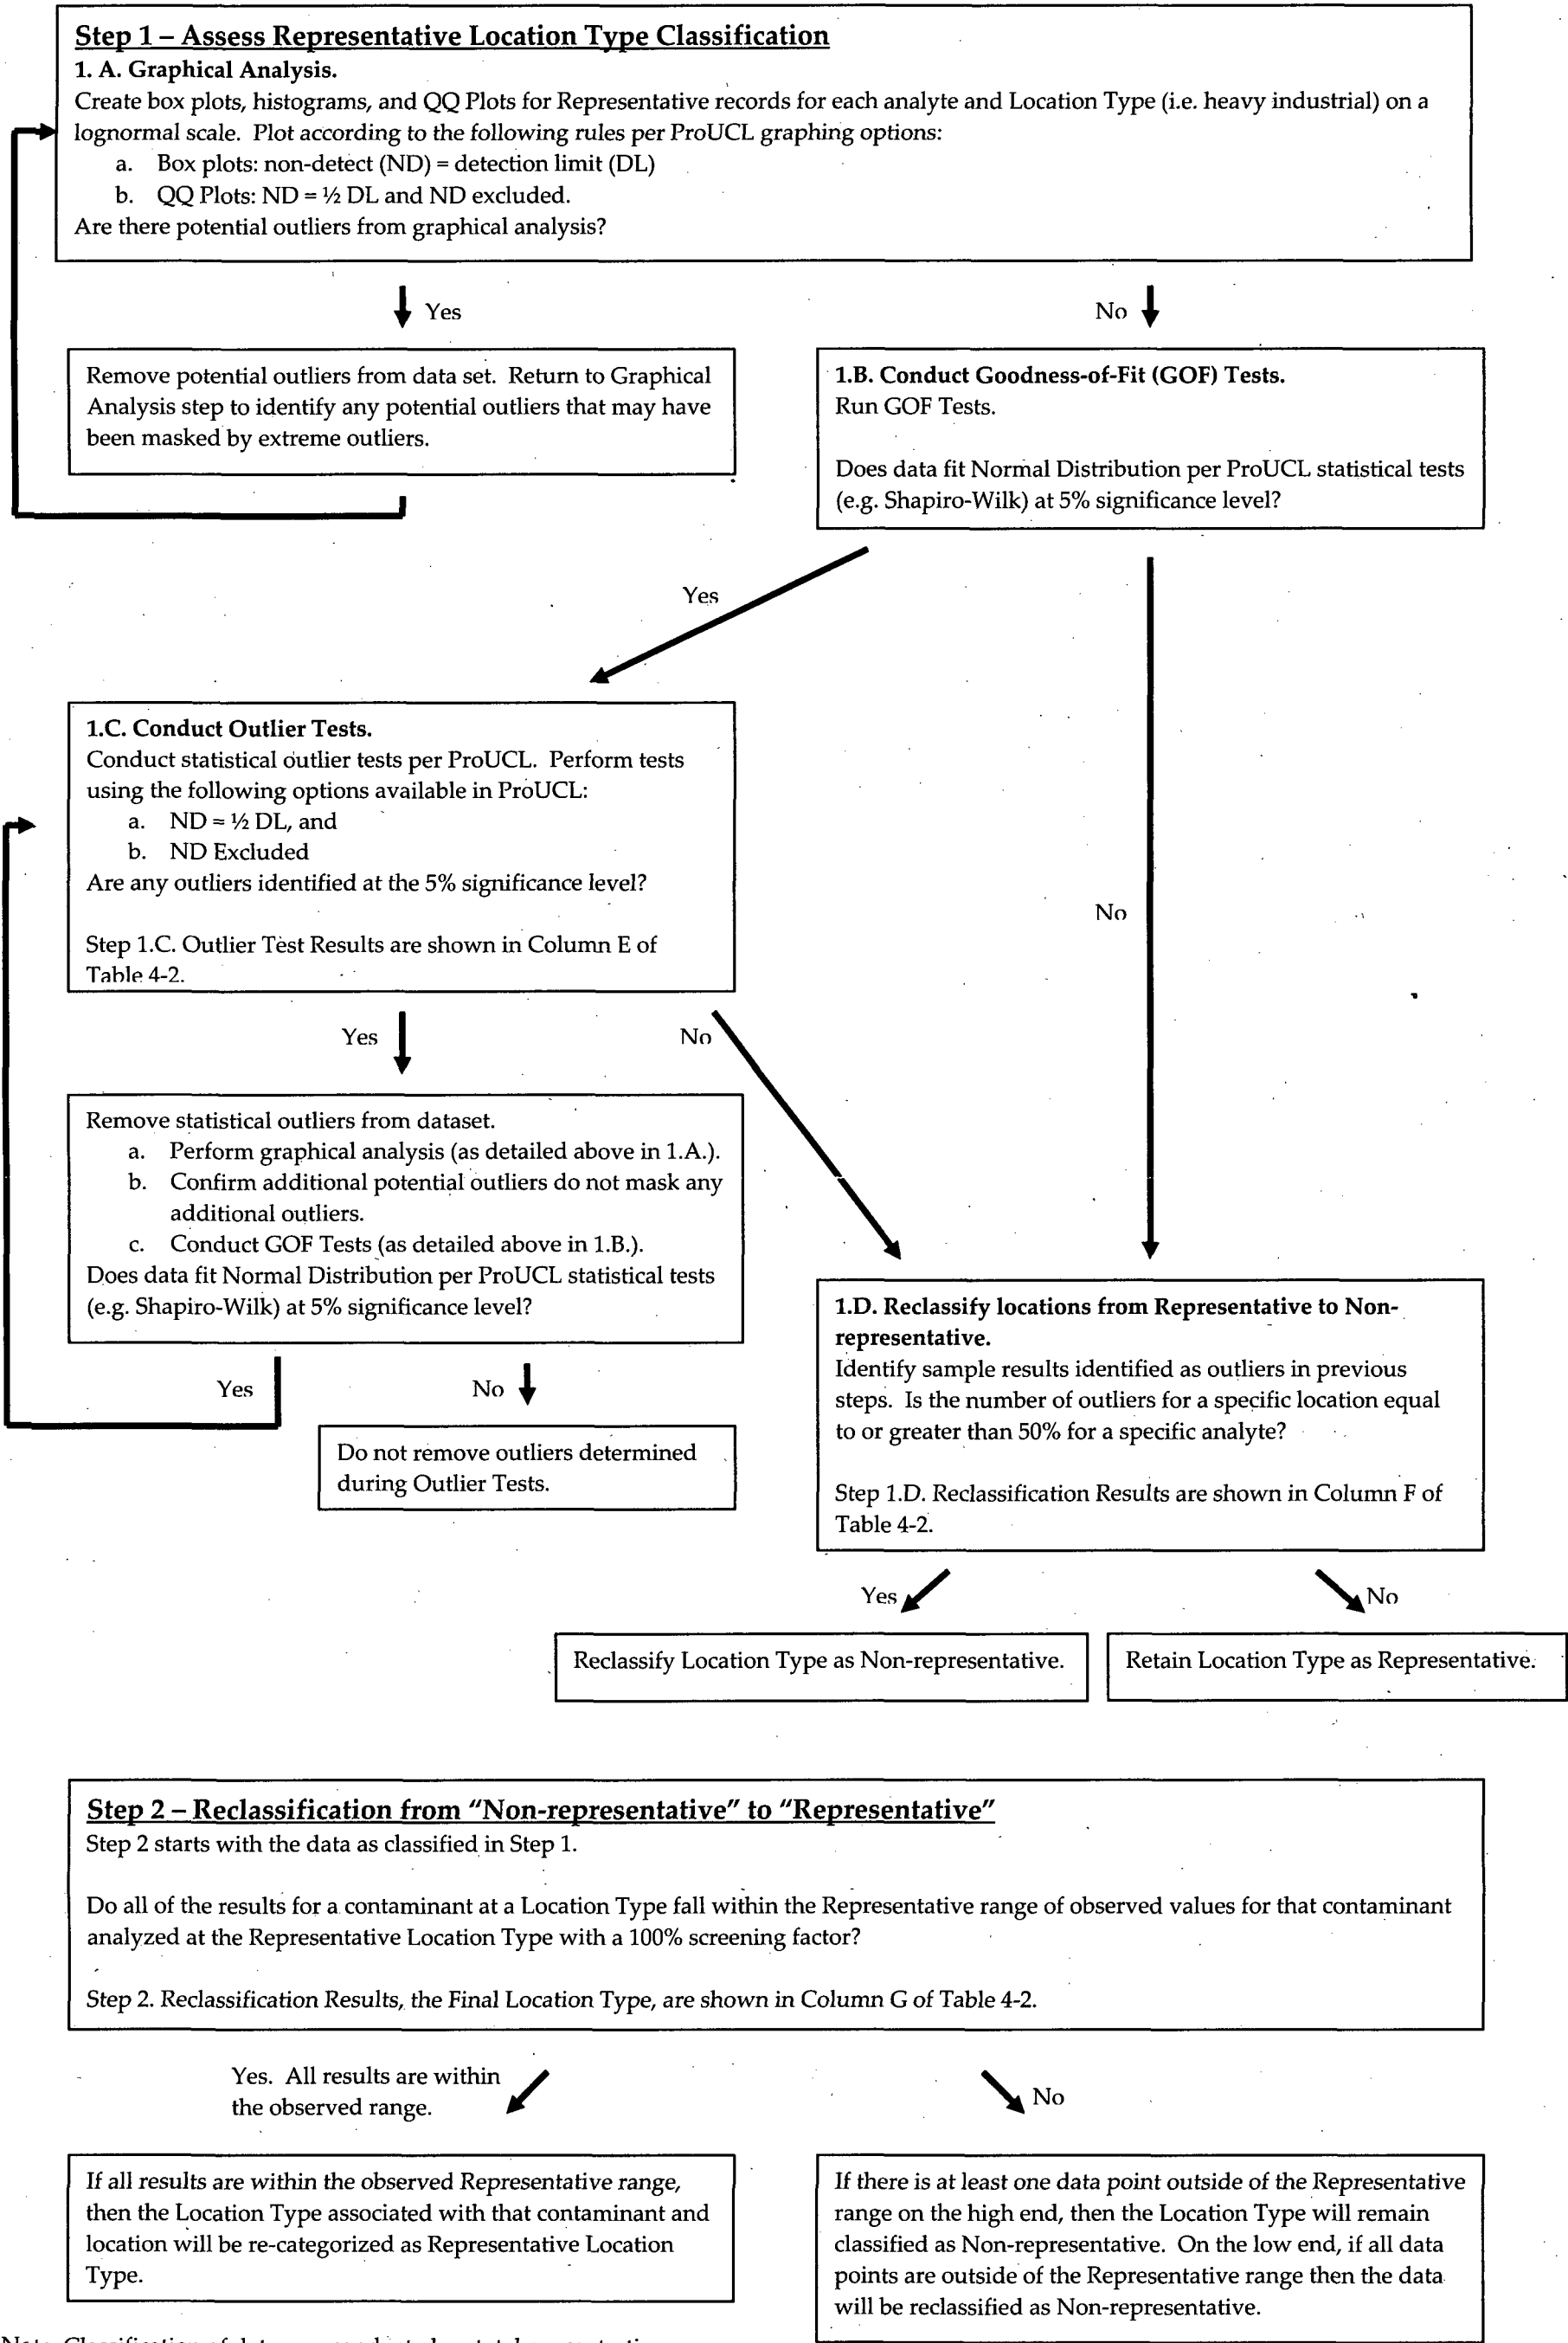 Step 1 – Assess Representative Location Type Classification
1. A. Graphical Analysis.
Create box plots, histograms, and QQ Plots for Representative records for each analyte and Location Type (i.e. heavy industrial) on a
lognormal scale. Plot according to the following rules per ProUCL graphing options:
a. Box plots: non-detect (ND) = detection limit (DL)
b. QQ Plots: ND = ½ DL and ND excluded.
Are there potential outliers from graphical analysis?
Yes
No
Remove potential outliers from data set. Return to Graphical
Analysis step to identify any potential outliers that may have
been masked by extreme outliers.
1.B. Conduct Goodness-of-Fit (GOF) Tests.
Run GOF Tests.
Does data fit Normal Distribution per ProUCL statistical tests
(e.g. Shapiro-Wilk) at 5% significance level?
Yes
1.C. Conduct Outlier Tests.
Conduct statistical outlier tests per ProUCL. Perform tests
using the following options available in ProUCL:
a. ND = ½ DL, and
b. ND Excluded
Are any outliers identified at the 5% significance level?
Step 1.C. Outlier Test Results are shown in Column E of
Table 4-2.
No
Yes
No
Remove statistical outliers from dataset.
a. Perform graphical analysis (as detailed above in 1.A.).
b. Confirm additional potential outliers do not mask any
additional outliers.
c. Conduct GOF Tests (as detailed above in 1.B.).
Does data fit Normal Distribution per ProUCL statistical tests
(e.g. Shapiro-Wilk) at 5% significance level?
Yes
No
Do not remove outliers determined
during Outlier Tests.
1.D. Reclassify locations from Representative to Non-
representative.
Identify sample results identified as outliers in previous
steps. Is the number of outliers for a specific location equal
to or greater than 50% for a specific analyte?
Step 1.D. Reclassification Results are shown in Column F of
Table 4-2.
Yes
No
Reclassify Location Type as Non-representative.
Retain Location Type as Representative.
Step 2 – Reclassification from "Non-representative" to "Representative"
Step 2 starts with the data as classified in Step 1.
Do all of the results for a contaminant at a Location Type fall within the Representative range of observed values for that contaminant
analyzed at the Representative Location Type with a 100% screening factor?
Step 2. Reclassification Results, the Final Location Type, are shown in Column G of Table 4-2.
Yes. All results are within
the observed range.
No
If all results are within the observed Representative range,
then the Location Type associated with that contaminant and
location will be re-categorized as Representative Location
Type.
If there is at least one data point outside of the Representative
range on the high end, then the Location Type will remain
classified as Non-representative. On the low end, if all data
points are outside of the Representative range then the data
will be reclassified as Non-representative.